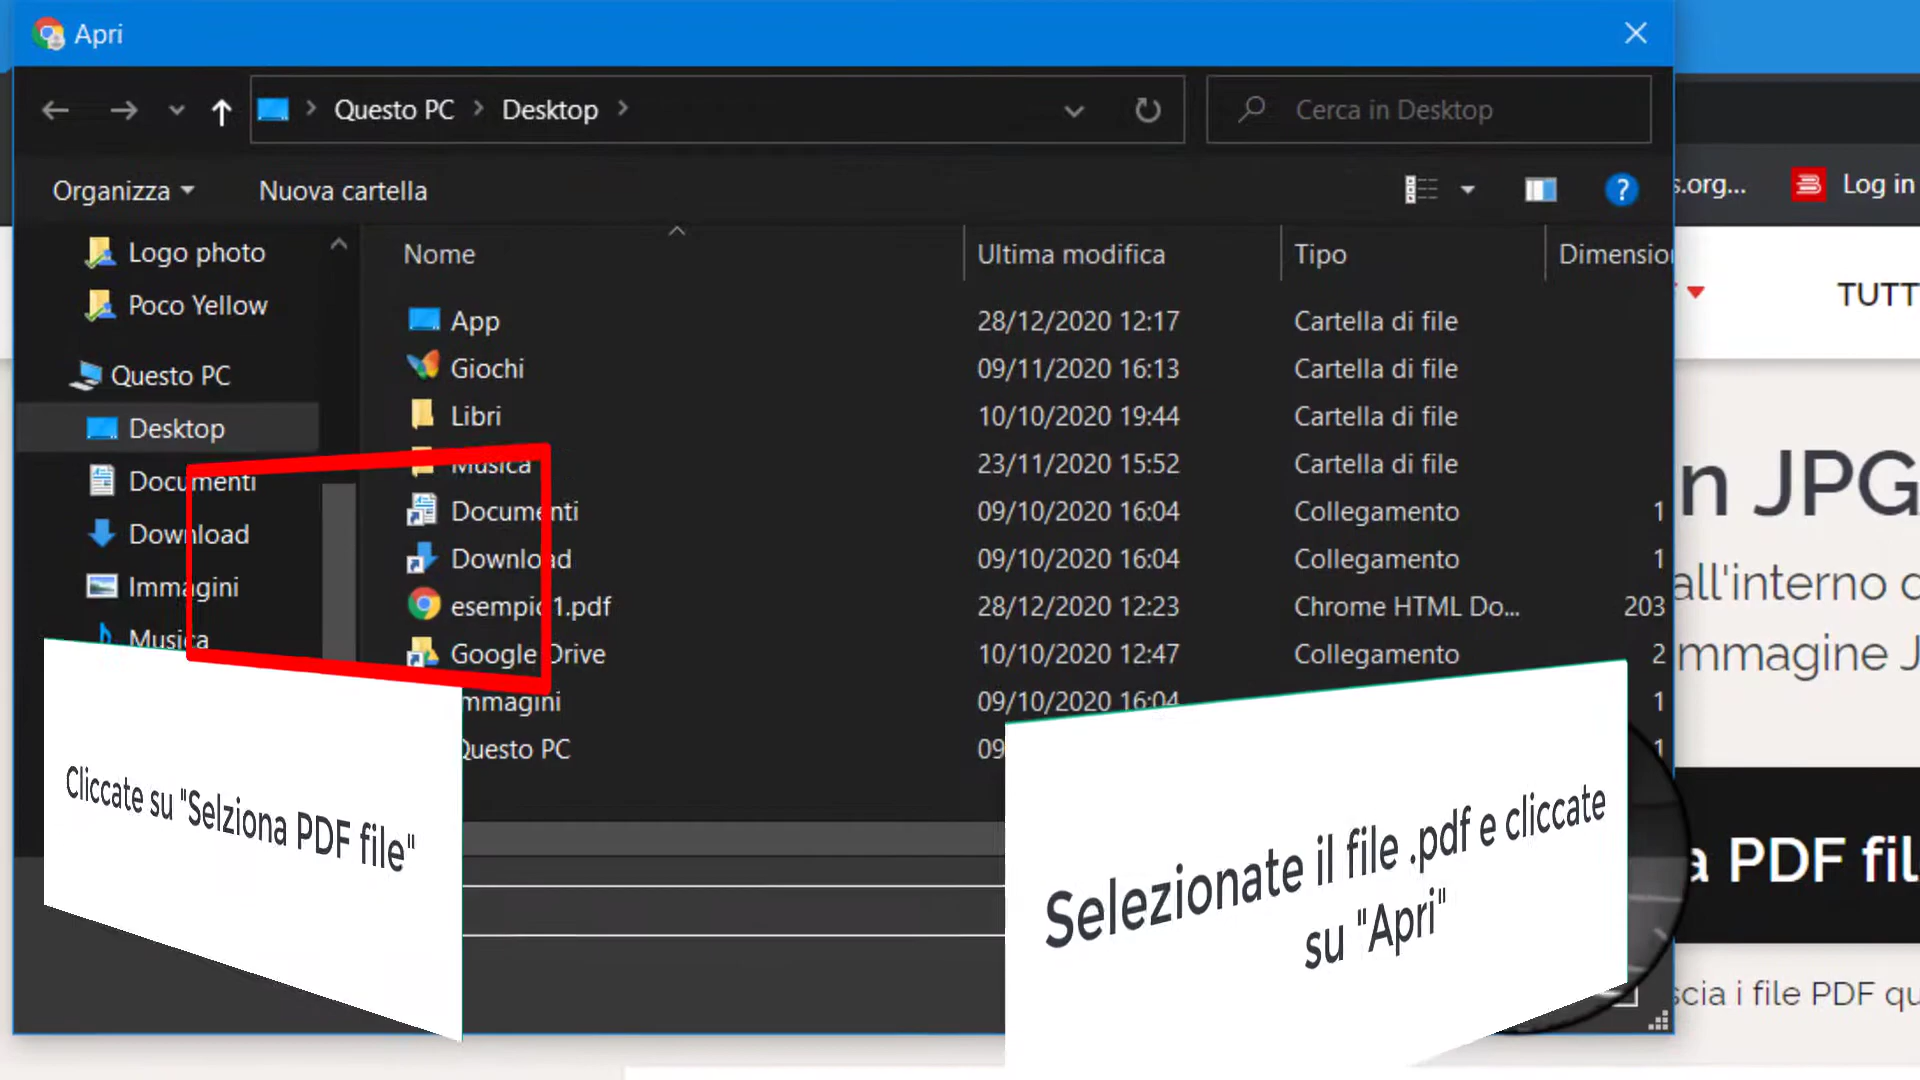 Apri
Questo PC
Desktop
Cerca in Desktop
Organizza
Nuova cartella
s.org...
Log in
Logo photo
Poco Yellow
Questo PC
Desktop
Documenti
Download
Immagini
Musica
Nome
Ultima modifica
Tipo
Dimension
App 28/12/2020 12:17 Cartella di file
Giochi 09/11/2020 16:13 Cartella di file
Libri 10/10/2020 19:44 Cartella di file
Musica 23/11/2020 15:52 Cartella di file
Documenti 09/10/2020 16:04 Collegamento 1
Download 09/10/2020 16:04 Collegamento 1
esempio1.pdf 28/12/2020 12:23 Chrome HTML Do... 203
Google Drive 10/10/2020 12:47 Collegamento 2
mmagini 09/10/2020 16:04 1
Questo PC 09 1
TUTT
n JPG
all'interno
mmagine J
a PDF fil
scia i file PDF qu
Cliccate su "Selziona PDF file"
Selezionate il file .pdf e cliccate
su "Apri"